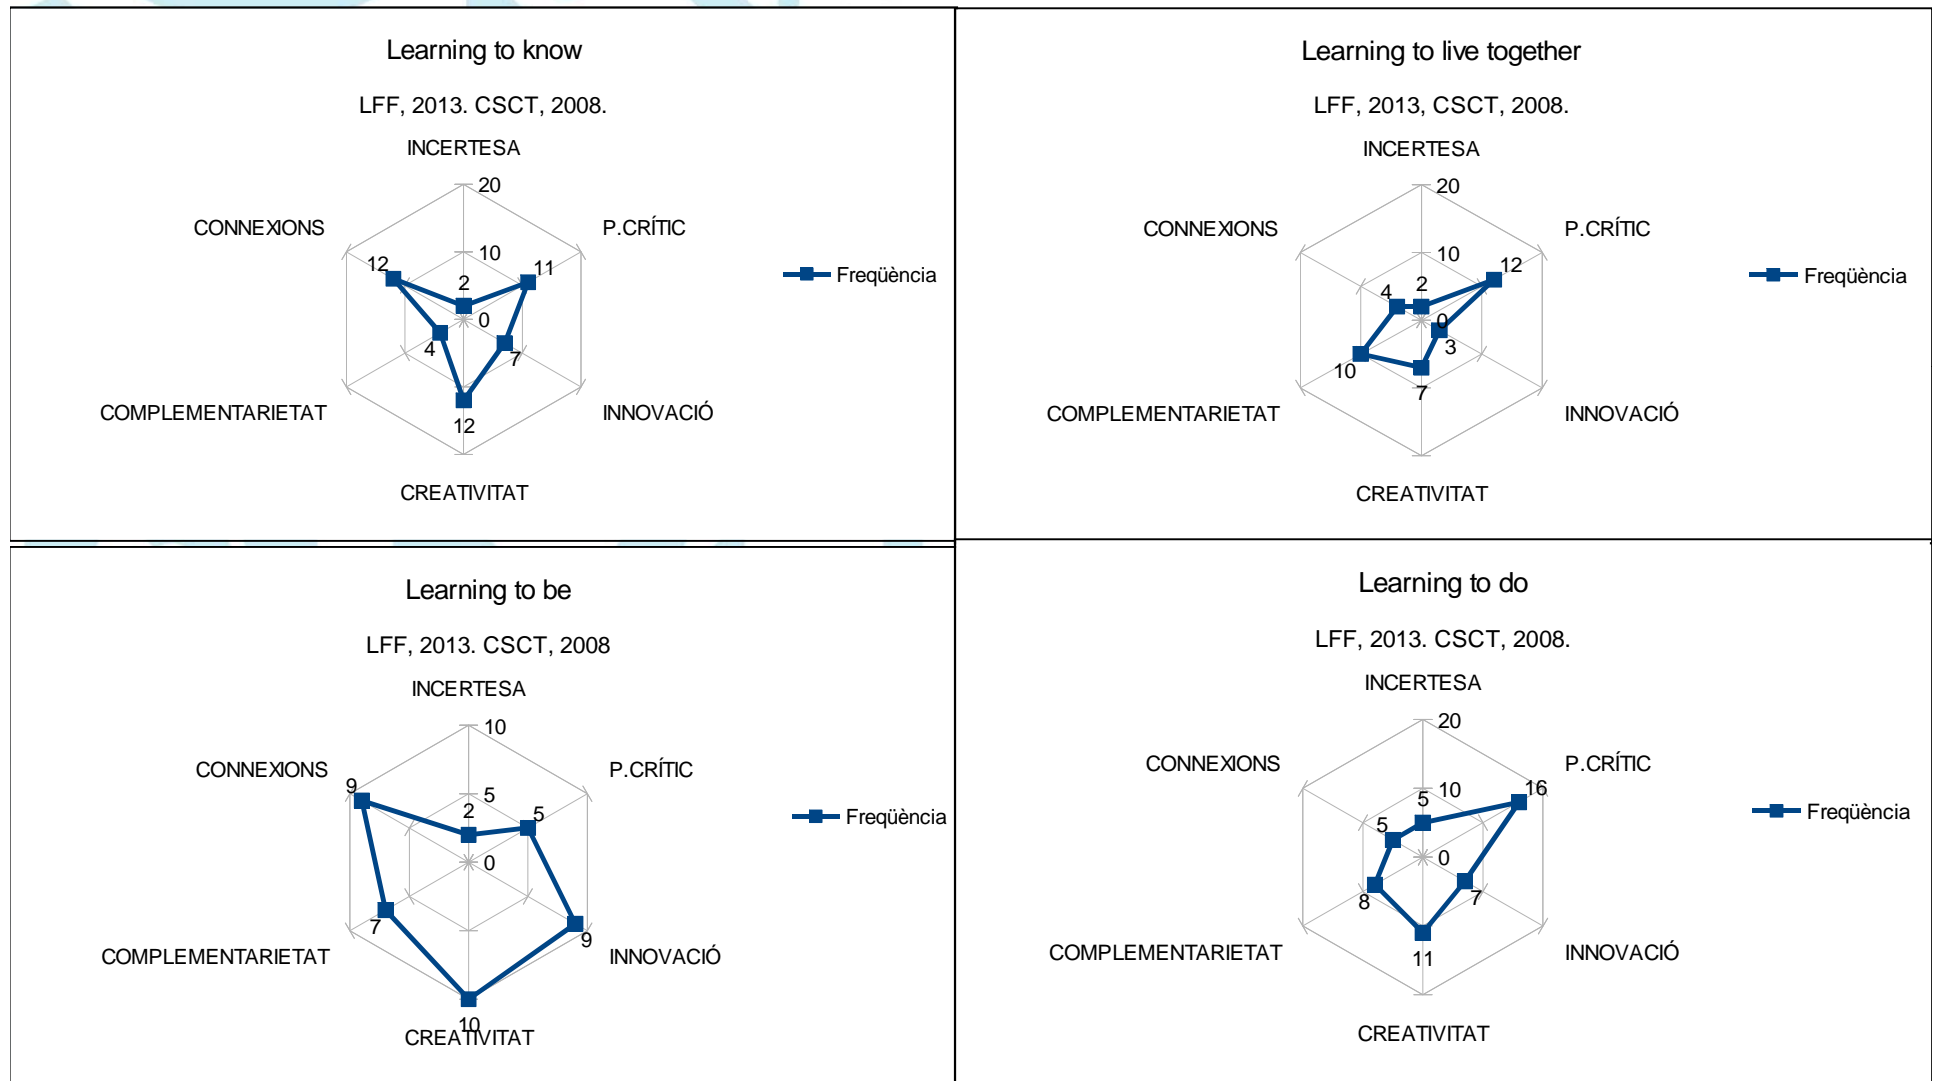 Learning to know
LFF, 2013. CSCT, 2008.
INCERTESA
20
CONNEXIONS
P.CRÍTIC
12
10
11
2
Freqüència
0
4
7
COMPLEMENTARIETAT
12
INNOVACIÓ
CREATIVITAT
Learning to live together
LFF, 2013, CSCT, 2008.
INCERTESA
20
CONNEXIONS
P.CRÍTIC
10
12
4
2
Freqüència
0
3
10
7
COMPLEMENTARIETAT
INNOVACIÓ
CREATIVITAT
Learning to be
LFF, 2013. CSCT, 2008
INCERTESA
10
CONNEXIONS
P.CRÍTIC
9
5
2
5
Freqüència
0
7
9
COMPLEMENTARIETAT
INNOVACIÓ
10
CREATIVITAT
Learning to do
LFF, 2013. CSCT, 2008.
INCERTESA
20
CONNEXIONS
P.CRÍTIC
16
10
5
5
Freqüència
0
8
7
COMPLEMENTARIETAT
11
INNOVACIÓ
CREATIVITAT